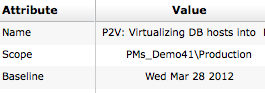 Attribute Value
Name P2V: Virtualizing DB hosts into
Scope PMs_Demo41\Production
Baseline Wed Mar 28 2012